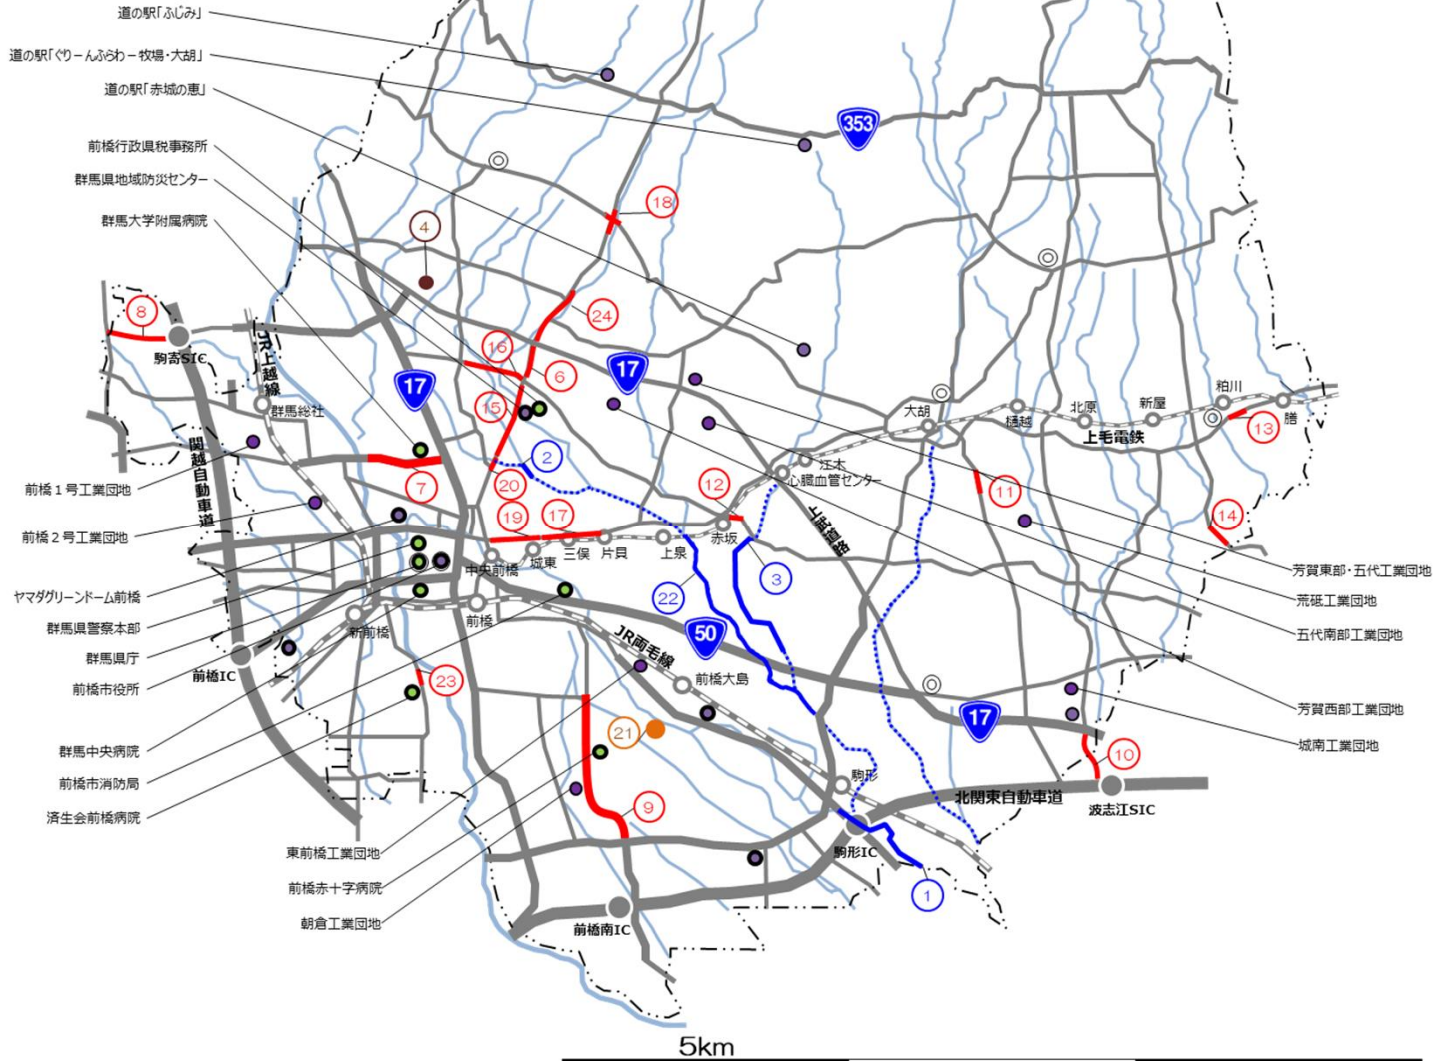 道の駅「ふじみ」
道の駅「ぐりーんふらわー牧場・大胡」
道の駅「赤城の恵」
前橋行政県税事務所
群馬県地域防災センター
群馬大学附属病院
353
18
4
24
8
駒寄SIC
JR上越線
16
6
17
17
15
群馬総社
関越自動車道
大胡
樋越
北原
新屋
粕川
膳
上毛電鉄
13
2
20
7
12
江木
心臓血管センター
11
14
前橋1号工業団地
前橋2号工業団地
19
17
三俣
片貝
上泉
赤坂
城東
中央前橋
上武道路
3
22
ヤマダグリーンドーム前橋
群馬県警察本部
群馬県庁
前橋市役所
群馬中央病院
前橋市消防局
済生会前橋病院
芳賀東部・五代工業団地
荒砥工業団地
五代南部工業団地
芳賀西部工業団地
城南工業団地
新前橋
前橋
50
JR両毛線
前橋大島
前橋IC
23
21
17
10
駒形
北関東自動車道
波志江SIC
9
駒形IC
東前橋工業団地
前橋赤十字病院
朝倉工業団地
1
前橋南IC
5km